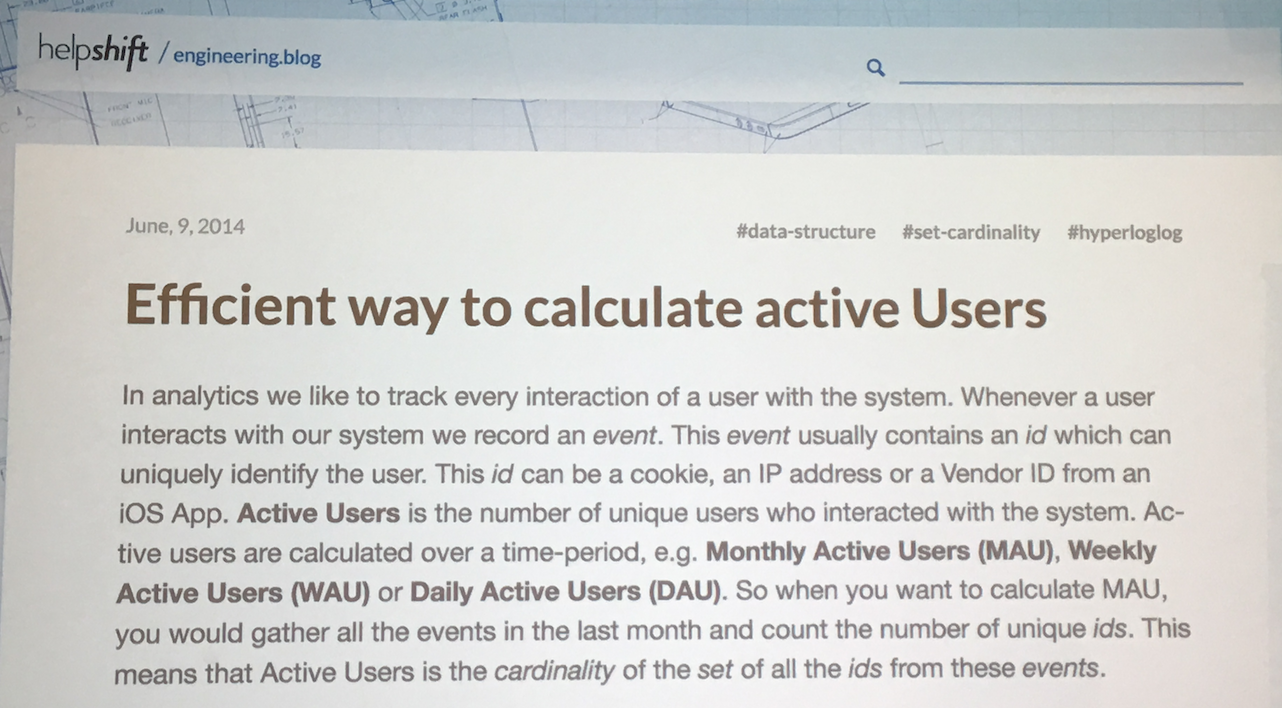 helpshift / engineering.blog
June, 9, 2014
#data-structure #set-cardinality #hyperloglog
Efficient way to calculate active Users
In analytics we like to track every interaction of a user with the system. Whenever a user
interacts with our system we record an event. This event usually contains an id which can
uniquely identify the user. This id can be a cookie, an IP address or a Vendor ID from an
iOS App. Active Users is the number of unique users who interacted with the system. Ac-
tive users are calculated over a time-period, e.g. Monthly Active Users (MAU), Weekly
Active Users (WAU) or Daily Active Users (DAU). So when you want to calculate MAU,
you would gather all the events in the last month and count the number of unique ids. This
means that Active Users is the cardinality of the set of all the ids from these events.